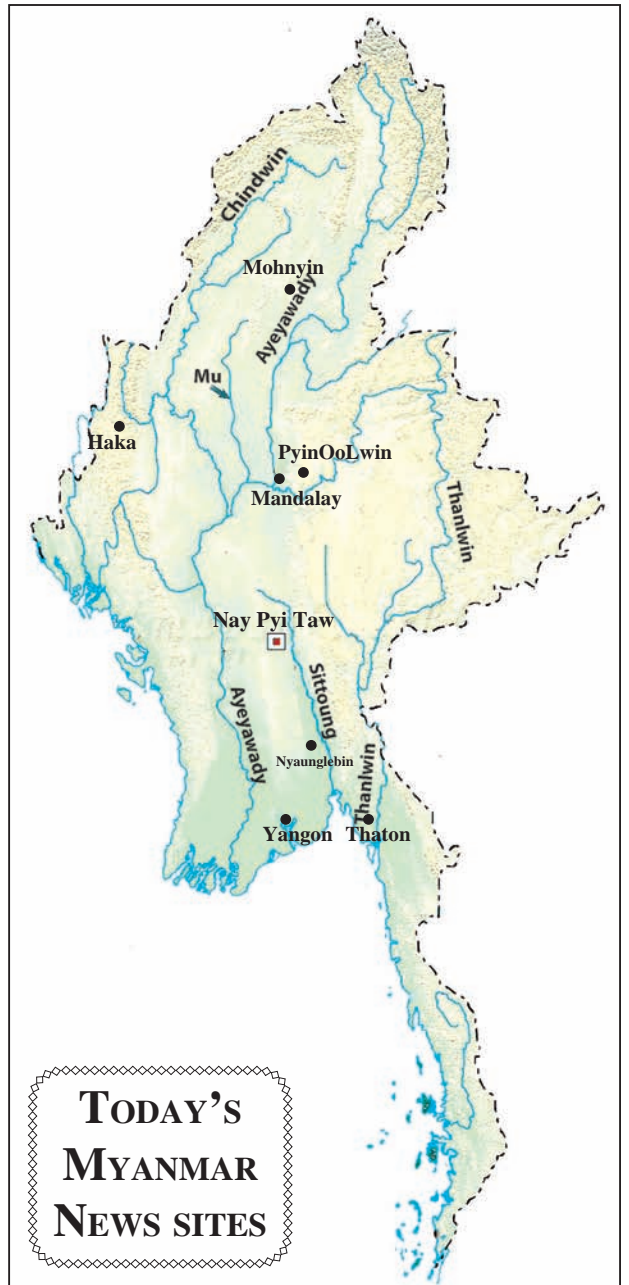 Chindwin
Mohnyin
Ayeyawady
Mu
Haka
PyinOoLwin
Mandalay
Thanlwin
Nay Pyi Taw
Sittoung
Ayeyawady
Nyaunglebin
Thanlwin
Yangon
Thaton
TODAY'S
MYANMAR
NEWS SITES